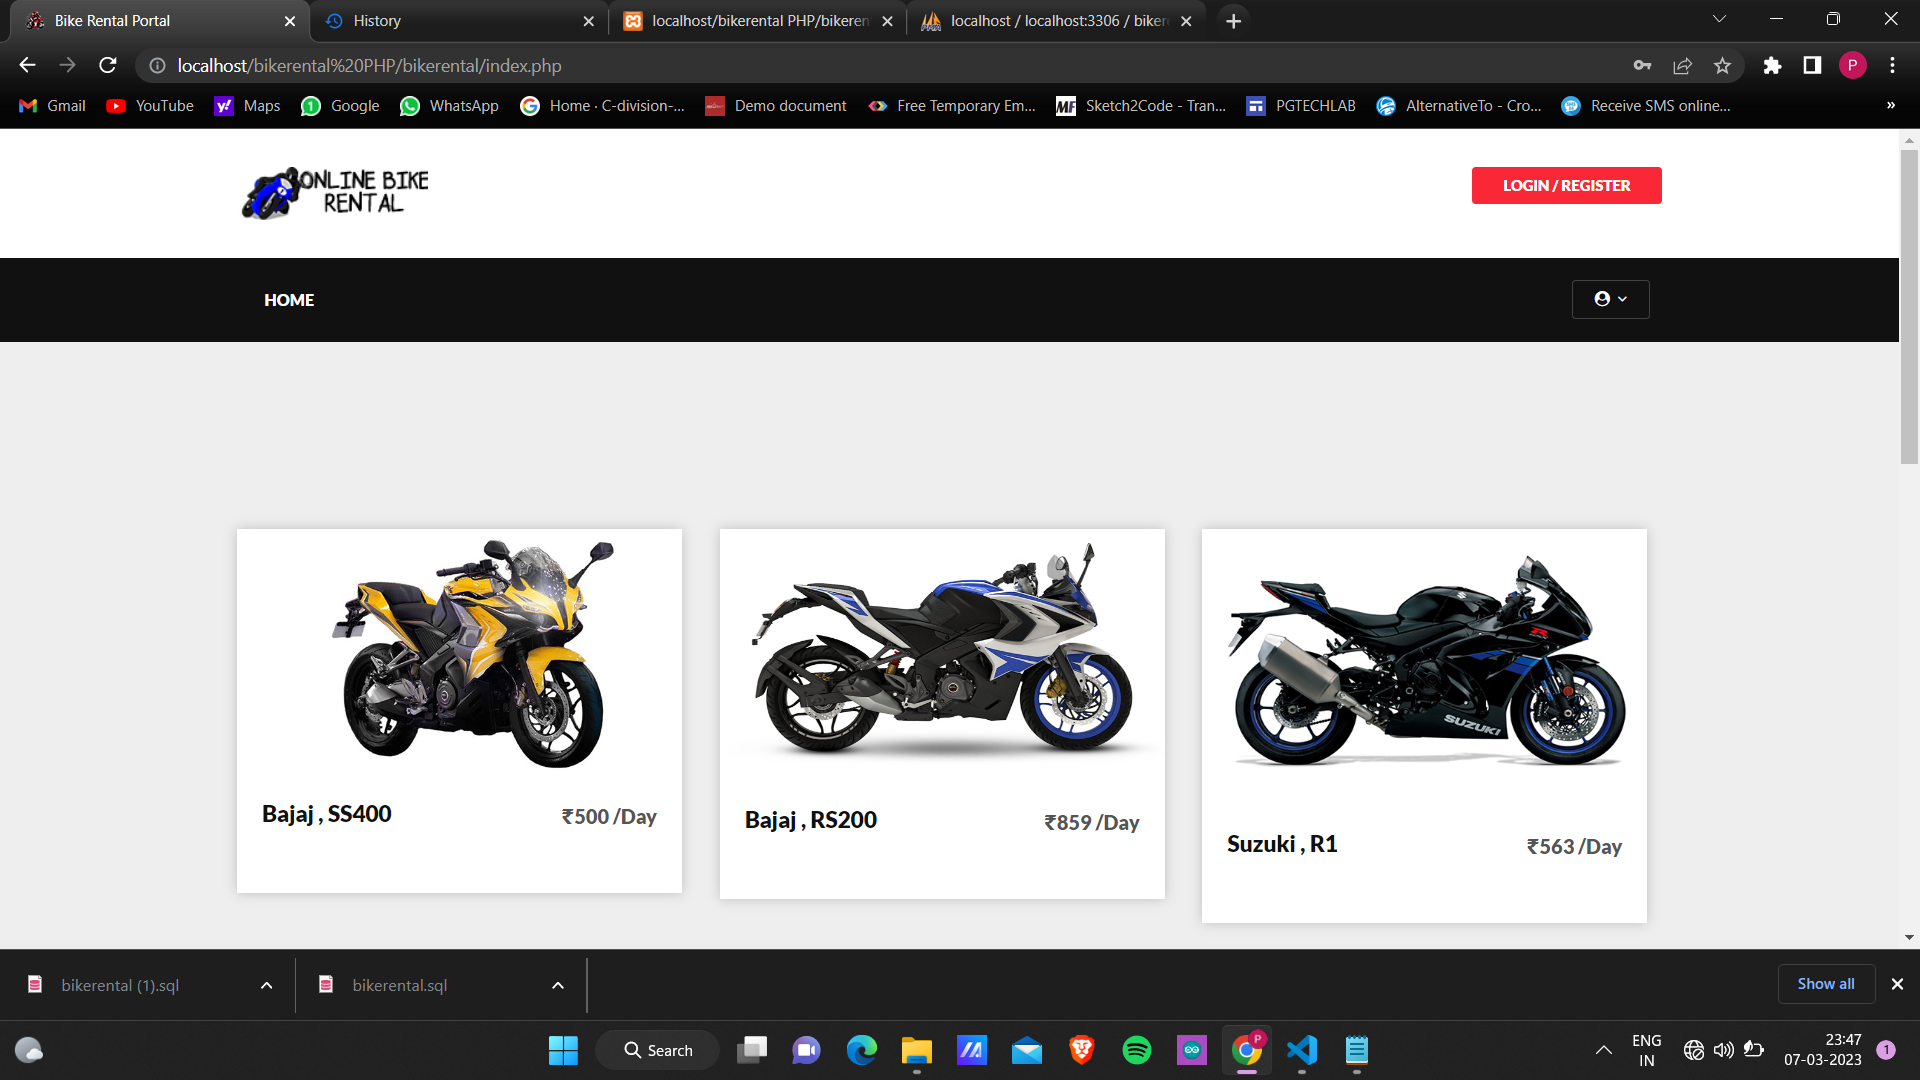 Bike Rental Portal
History
localhost/bikerental PHP/bikeren
localhost / localhost:3306 / biker
localhost/bikerental%20PHP/bikerental/index.php
P
Gmail
YouTube
Maps
Google
WhatsApp
Home · C-division-...
Demo document
Free Temporary Em...
Sketch2Code - Tran...
PGTECHLAB
AlternativeTo - Cro...
Receive SMS online...
»
ONLINE BIKE
RENTAL
LOGIN / REGISTER
HOME
SUZUKI
R
Bajaj , SS400
₹500 /Day
Bajaj , RS200
₹859 /Day
Suzuki , R1
₹563 /Day
bikerental (1).sql
bikerental.sql
Show all
Search
P
ENG
IN
23:47
07-03-2023
1